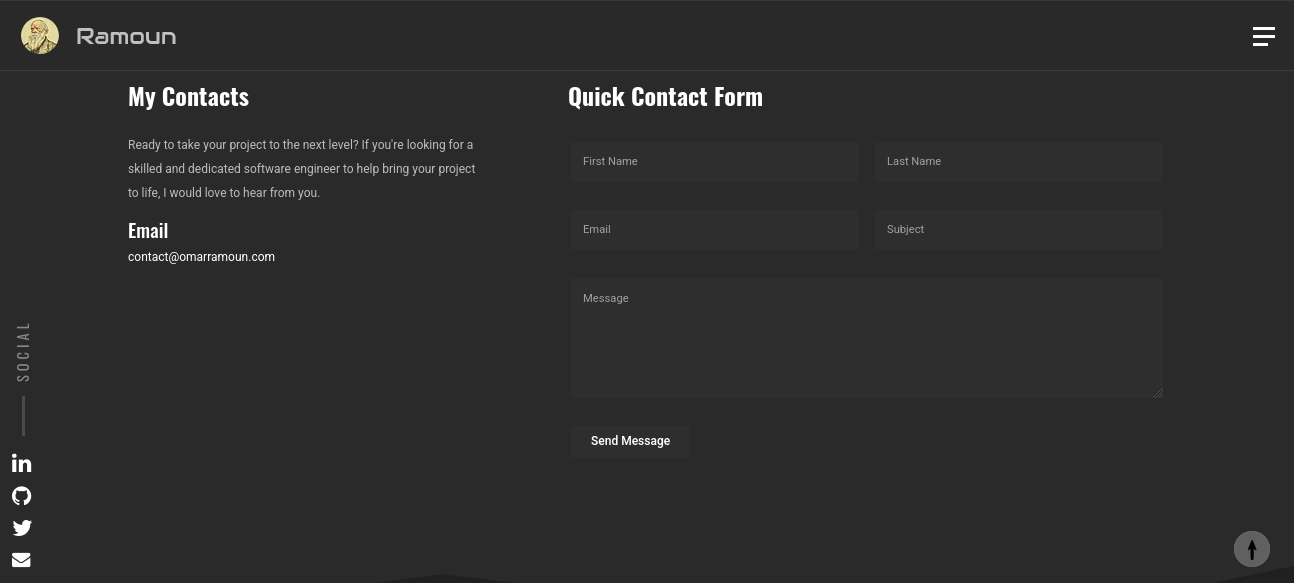 Ramoun
My Contacts
Ready to take your project to the next level? If you're looking for a
skilled and dedicated software engineer to help bring your project
to life, I would love to hear from you.
Email
contact@omarramoun.com
Quick Contact Form
First Name
Last Name
Email
Subject
Message
Send Message
SOCIAL
in